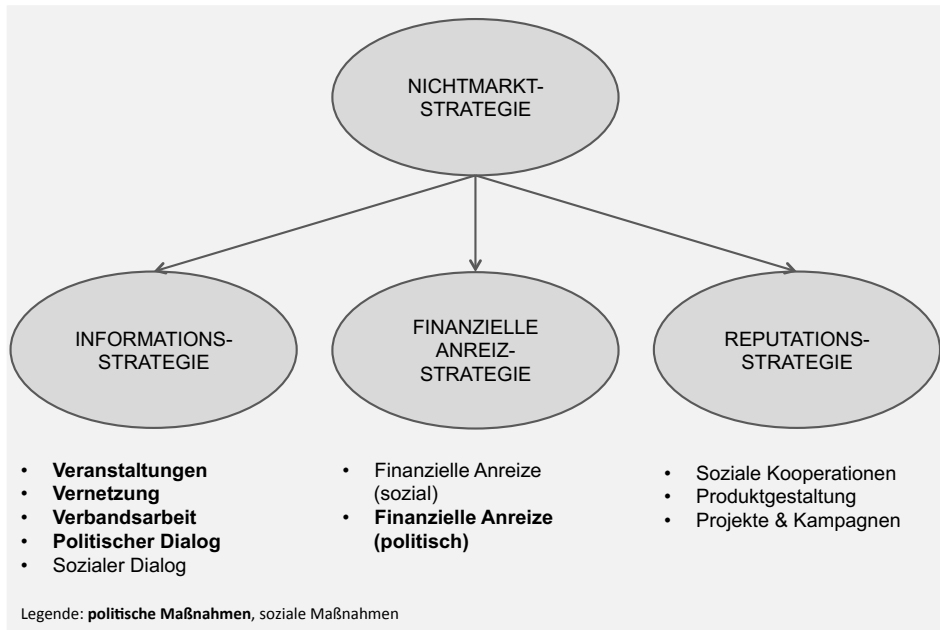 NICHTMARKT-
STRATEGIE
INFORMATIONS-
STRATEGIE
FINANZIELLE
ANREIZ-
STRATEGIE
REPUTATIONS-
STRATEGIE
• Veranstaltungen
• Vernetzung
• Verbandsarbeit
• Politischer Dialog
• Sozialer Dialog
• Finanzielle Anreize
(sozial)
• Finanzielle Anreize
(politisch)
• Soziale Kooperationen
• Produktgestaltung
• Projekte & Kampagnen
Legende: politische Maßnahmen, soziale Maßnahmen